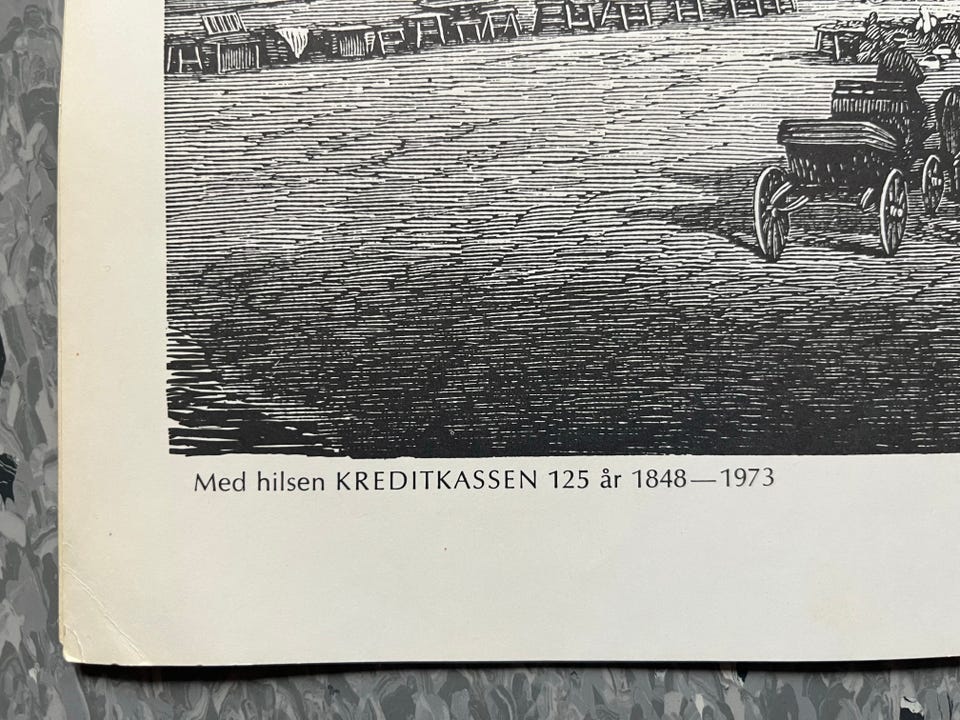 Med hilsen KREDITKASSEN 125 år 1848—1973